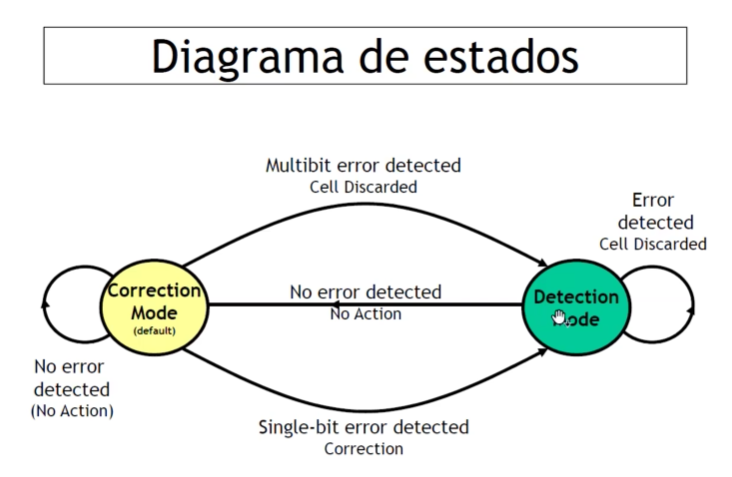 Diagrama de estados
Multibit error detected
Cell Discarded
Error
detected
Cell Discarded
Correction
Mode
(default)
No error detected
No Action
Detection
Mode
No error
detected
(No Action)
Single-bit error detected
Correction